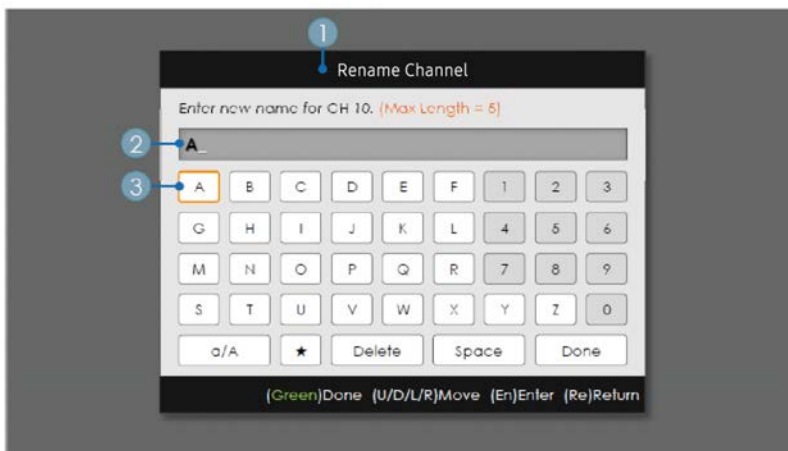 1
Rename Channel
Enter new name for CH 10. (Max Length = 5)
2 A_
3 A B C D E F 1 2 3
G H I J K L 4 5 6
M N O P Q R 7 8 9
S T U V W X Y Z 0
a/A ★ Delete Space Done
(Green)Done (U/D/L/R)Move (En)Enter (Re)Return